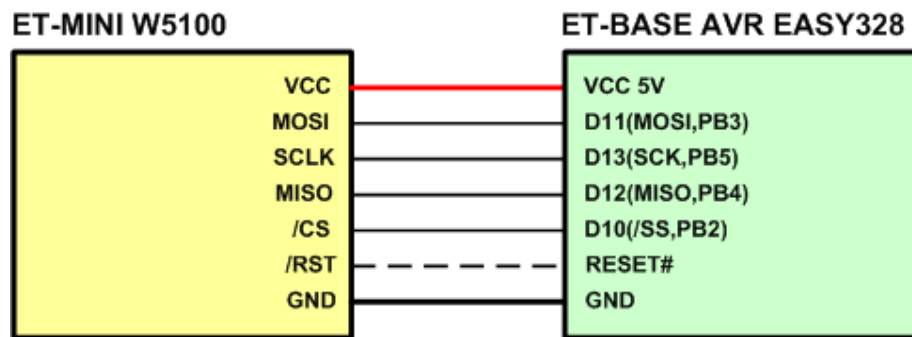 ET-MINI W5100 ET-BASE AVR EASY328
VCC VCC 5V
MOSI D11(MOSI,PB3)
SCLK D13(SCK,PB5)
MISO D12(MISO,PB4)
/CS D10(/SS,PB2)
/RST RESET#
GND GND